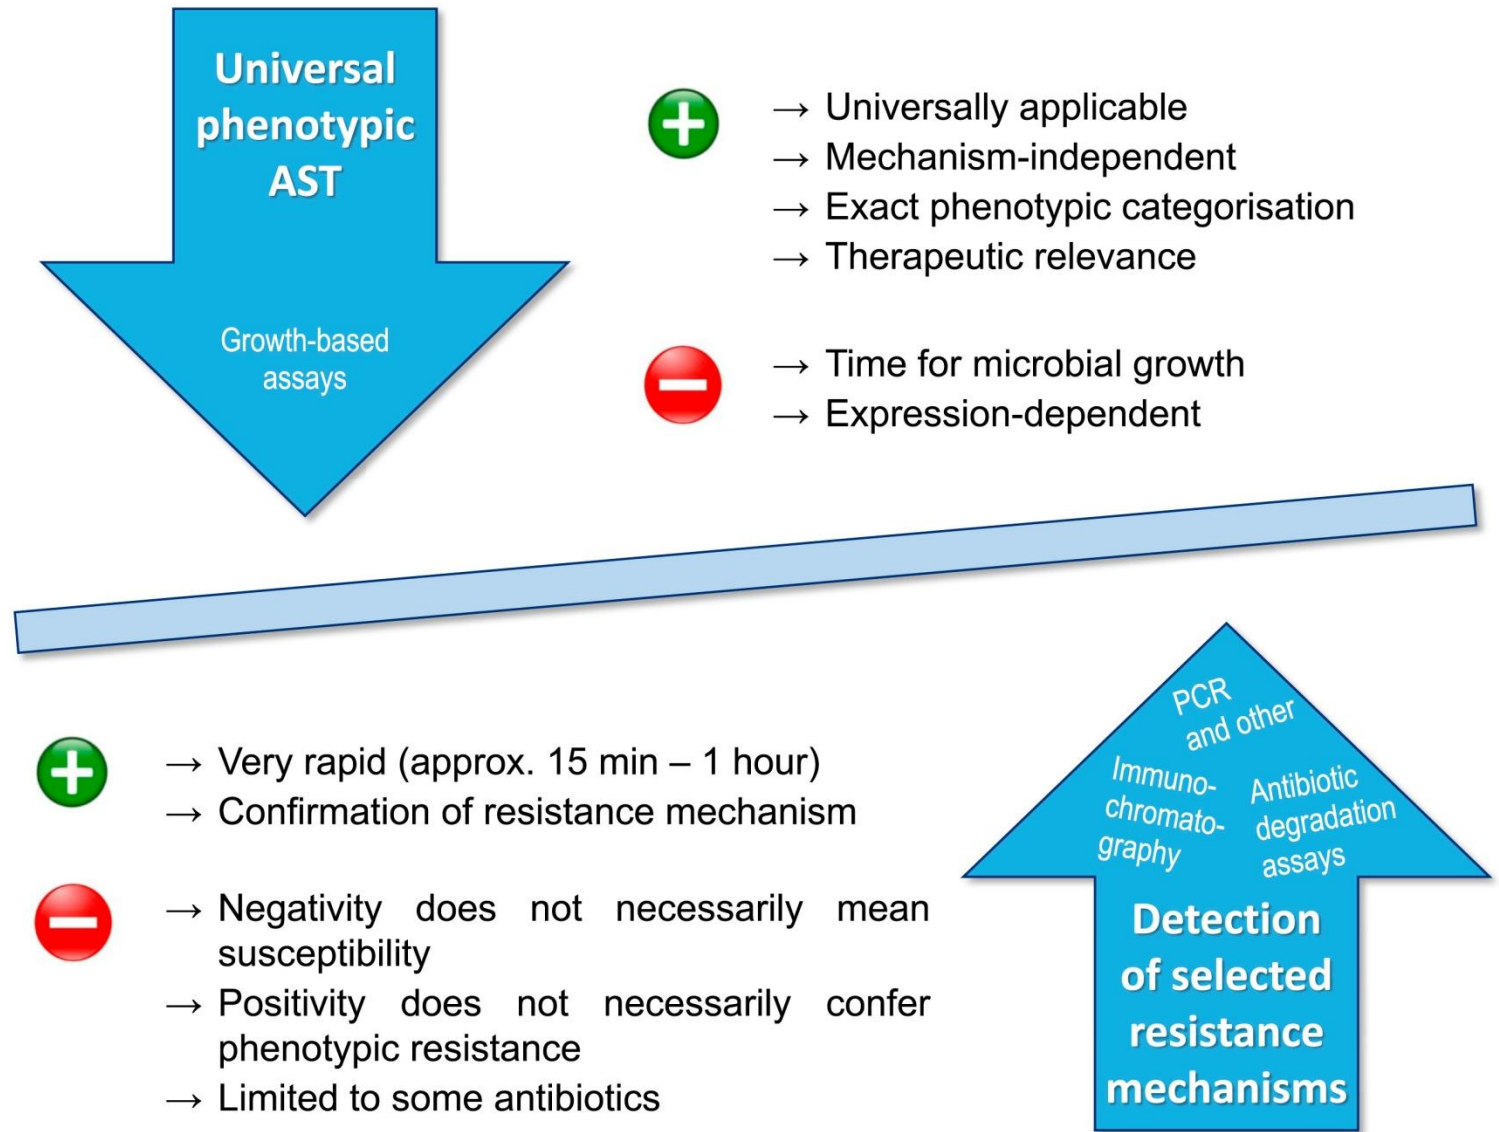 Universal
phenotypic
AST
Growth-based
assays
→ Universally applicable
→ Mechanism-independent
→ Exact phenotypic categorisation
→ Therapeutic relevance
→ Time for microbial growth
→ Expression-dependent
→ Very rapid (approx. 15 min – 1 hour)
→ Confirmation of resistance mechanism
→ Negativity does not necessarily mean
susceptibility
→ Positivity does not necessarily confer
phenotypic resistance
→ Limited to some antibiotics
PCR
and other
Immuno-
chromato-
graphy
Antibiotic
degradation
assays
Detection
of selected
resistance
mechanisms